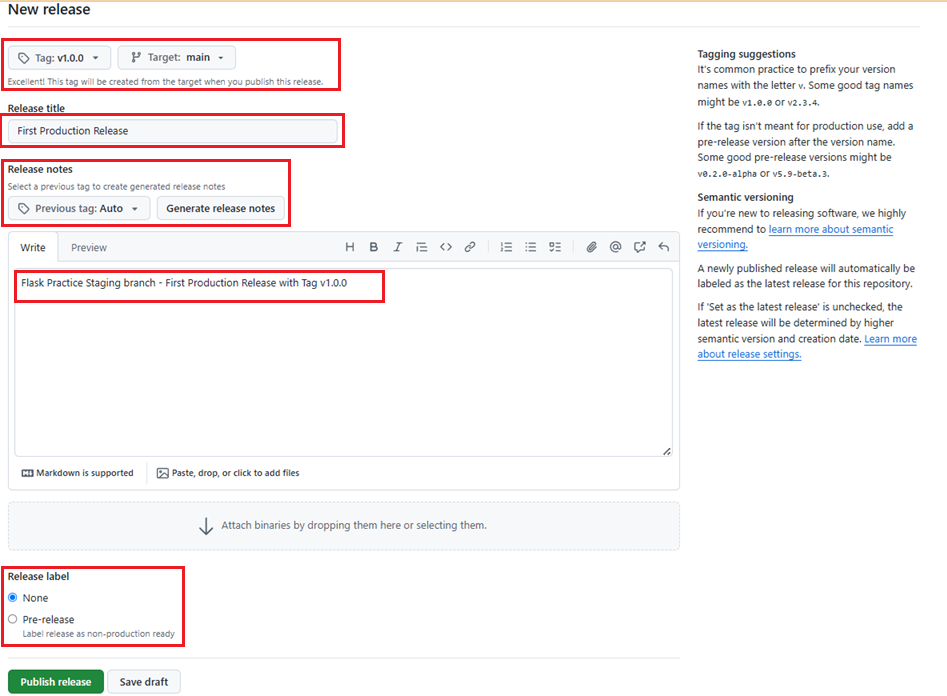 New release
Tag: v1.0.0
Target: main
Excellent! This tag will be created from the target when you publish this release.
Release title
First Production Release
Release notes
Select a previous tag to create generated release notes
Previous tag: Auto
Generate release notes
Write
Preview
Flask Practice Staging branch - First Production Release with Tag v1.0.0
Markdown is supported
Paste, drop, or click to add files
Attach binaries by dropping them here or selecting them.
Release label
None
Pre-release
Label release as non-production ready
Publish release
Save draft
Tagging suggestions
It's common practice to prefix your version
names with the letter v. Some good tag names
might be v1.0.0 or v2.3.4.
If the tag isn't meant for production use, add a
pre-release version after the version name.
Some good pre-release versions might be
v0.2.0-alpha or v5.9-beta.3.
Semantic versioning
If you're new to releasing software, we highly
recommend to learn more about semantic
versioning.
A newly published release will automatically be
labeled as the latest release for this repository.
If 'Set as the latest release' is unchecked, the
latest release will be determined by higher
semantic version and creation date. Learn more
about release settings.